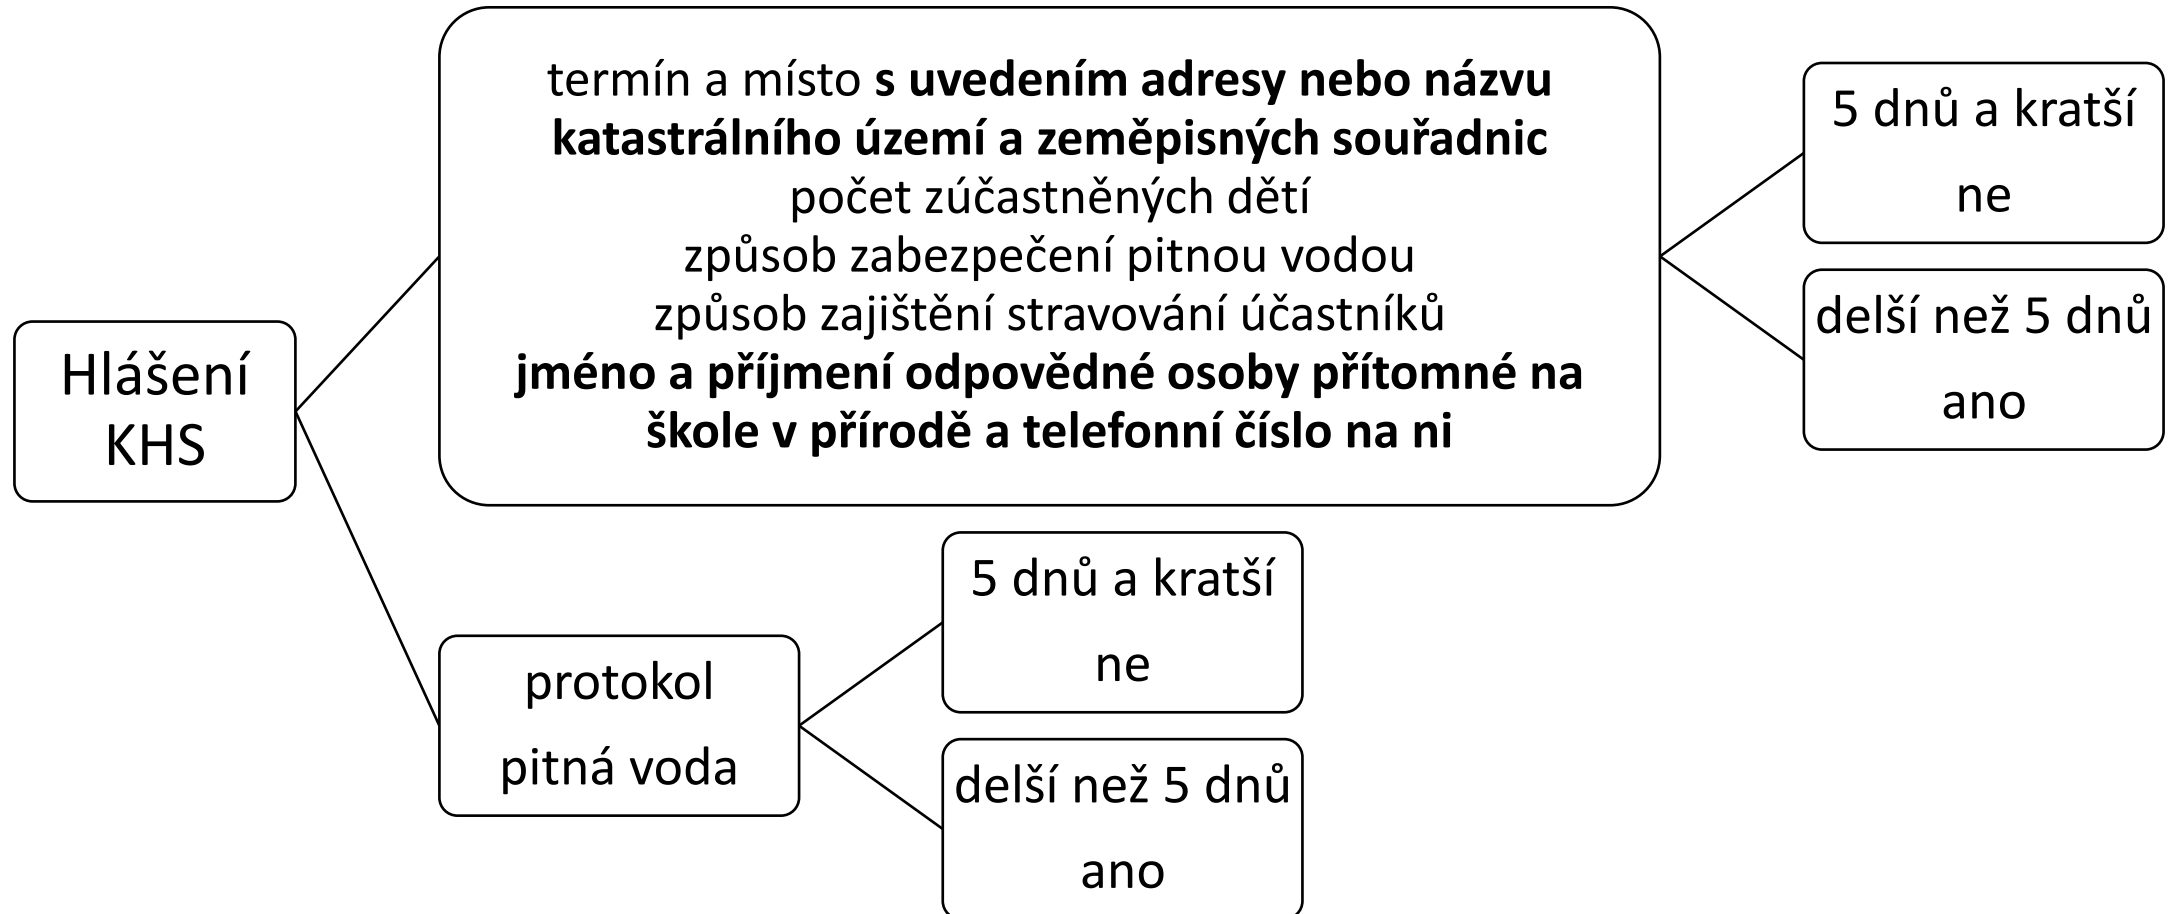 Hlášení
KHS
termín a místo s uvedením adresy nebo názvu
katastrálního území a zeměpisných souřadnic
počet zúčastněných dětí
způsob zabezpečení pitnou vodou
způsob zajištění stravování účastníků
jméno a příjmení odpovědné osoby přítomné na
škole v přírodě a telefonní číslo na ni
5 dnů a kratší
ne
delší než 5 dnů
ano
protokol
pitná voda
5 dnů a kratší
ne
delší než 5 dnů
ano